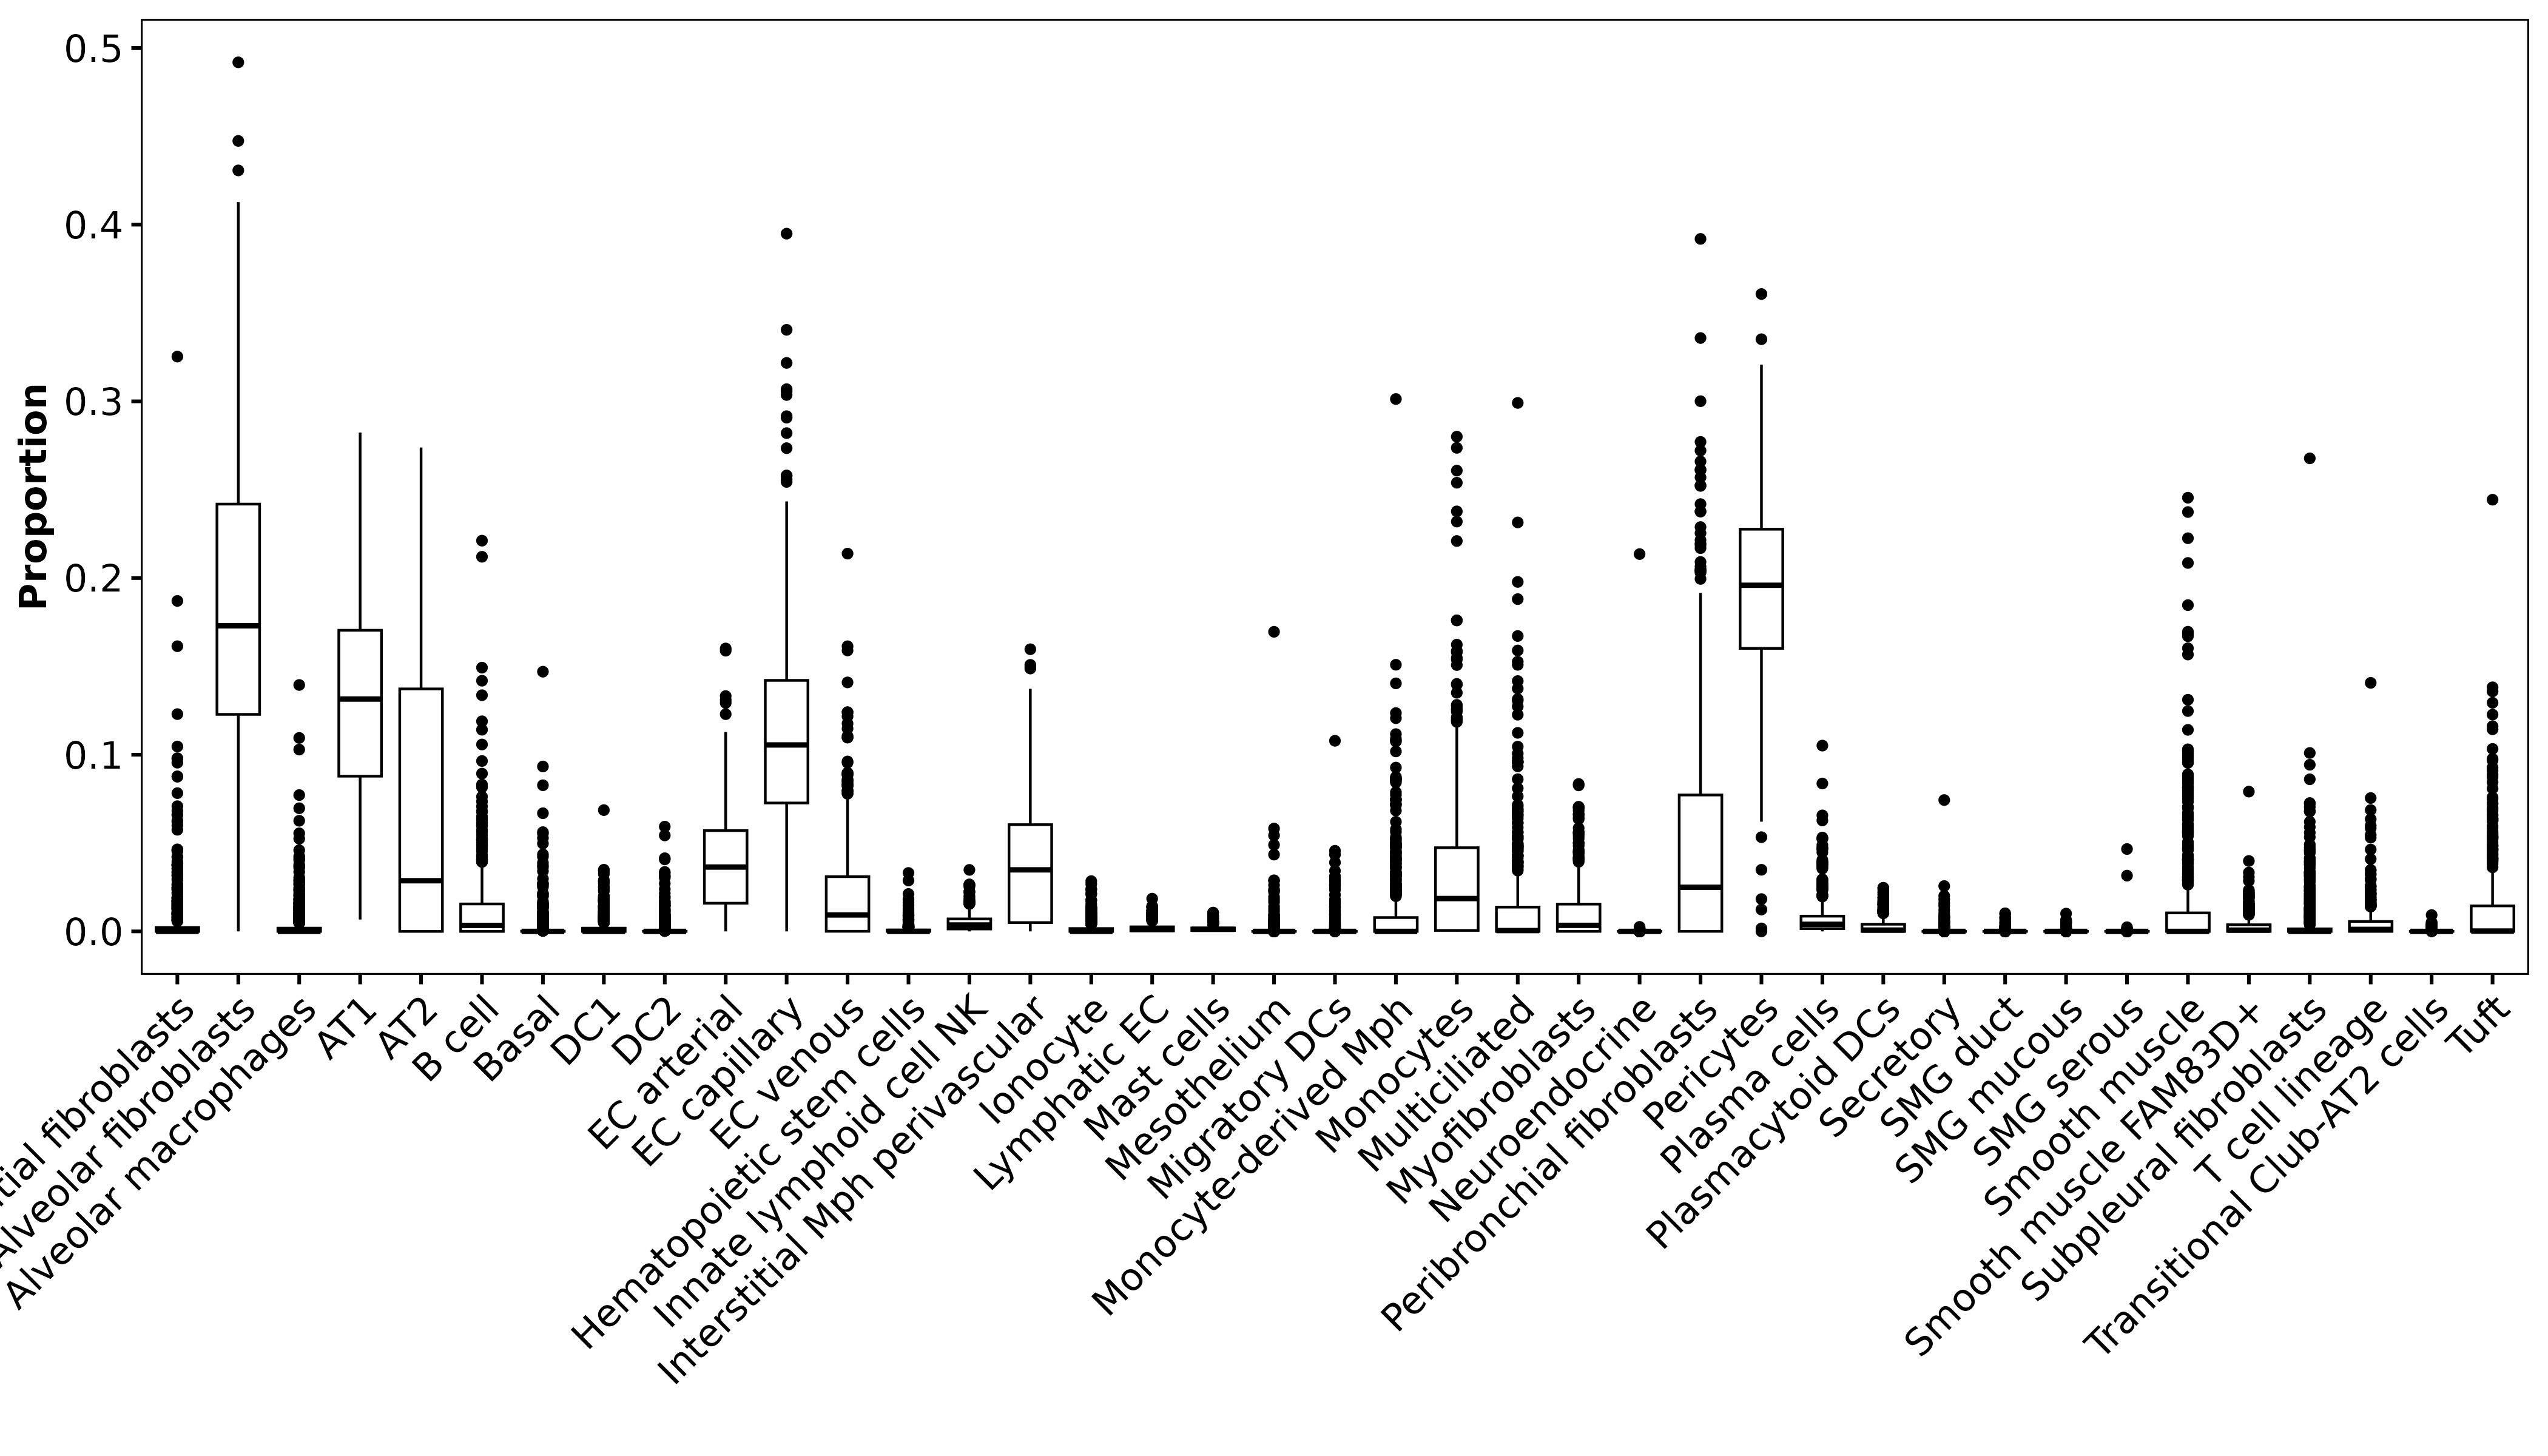 Proportion
0.5
0.4
0.3
0.2
0.1
0.0
fibroblasts
Alveolar fibroblasts
Alveolar macrophages
AT1
AT2
B cell
Basal
DC1
DC2
EC arterial
EC capillary
EC venous
Hematopoietic stem cells
Innate lymphoid cell NK
Interstitial Mph perivascular
Ionocyte
Lymphatic EC
Mast cells
Mesothelium
Migratory DCs
Monocyte-derived Mph
Monocytes
Multiciliated
Myofibroblasts
Neuroendocrine
Peribronchial fibroblasts
Pericytes
Plasma cells
Plasmacytoid DCs
Secretory
SMG duct
SMG mucous
SMG serous
Smooth muscle
Smooth muscle FAM83D+
Subpleural fibroblasts
T cell lineage
Transitional Club-AT2 cells
Tuft